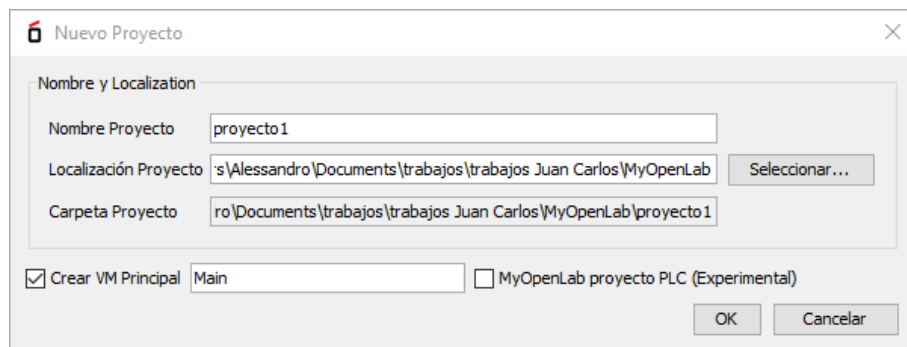 Nuevo Proyecto
Nombre y Localization
Nombre Proyecto proyecto1
Localización Proyecto s\Alessandro\Documents\trabajos\trabajos Juan Carlos\MyOpenLab Seleccionar...
Carpeta Proyecto ro\Documents\trabajos\trabajos Juan Carlos\MyOpenLab\proyecto1
Crear VM Principal Main MyOpenLab proyecto PLC (Experimental)
OK Cancelar